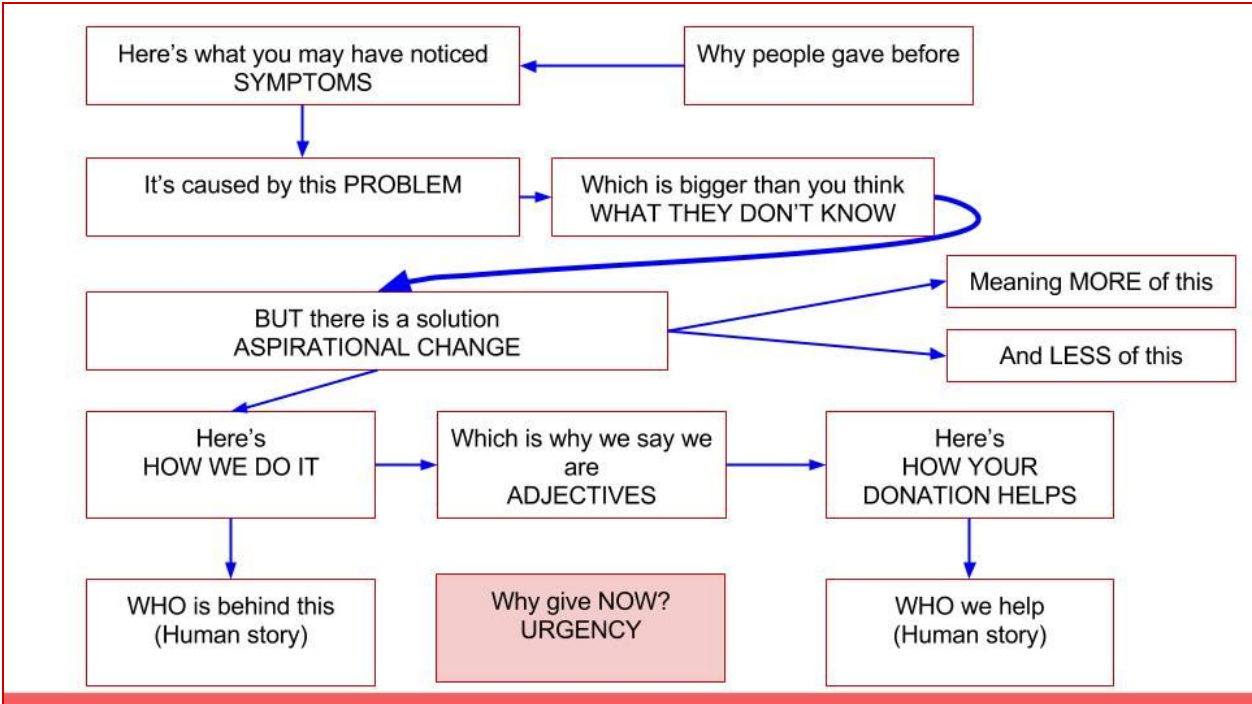 Here's what you may have noticed
SYMPTOMS
Why people gave before
It's caused by this PROBLEM
Which is bigger than you think
WHAT THEY DON'T KNOW
BUT there is a solution
ASPIRATIONAL CHANGE
Meaning MORE of this
And LESS of this
Here's
HOW WE DO IT
Which is why we say we
are
ADJECTIVES
Here's
HOW YOUR
DONATION HELPS
WHO is behind this
(Human story)
Why give NOW?
URGENCY
WHO we help
(Human story)